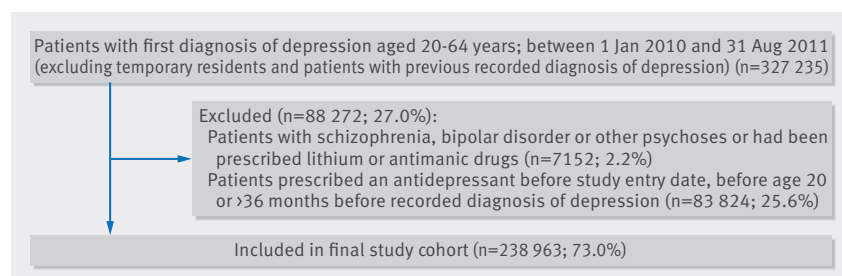 Patients with first diagnosis of depression aged 20-64 years; between 1 Jan 2010 and 31 Aug 2011
(excluding temporary residents and patients with previous recorded diagnosis of depression) (n=327 235)
Excluded (n=88 272; 27.0%):
Patients with schizophrenia, bipolar disorder or other psychoses or had been
prescribed lithium or antimanic drugs (n=7152; 2.2%)
Patients prescribed an antidepressant before study entry date, before age 20
or >36 months before recorded diagnosis of depression (n=83 824; 25.6%)
Included in final study cohort (n=238 963; 73.0%)